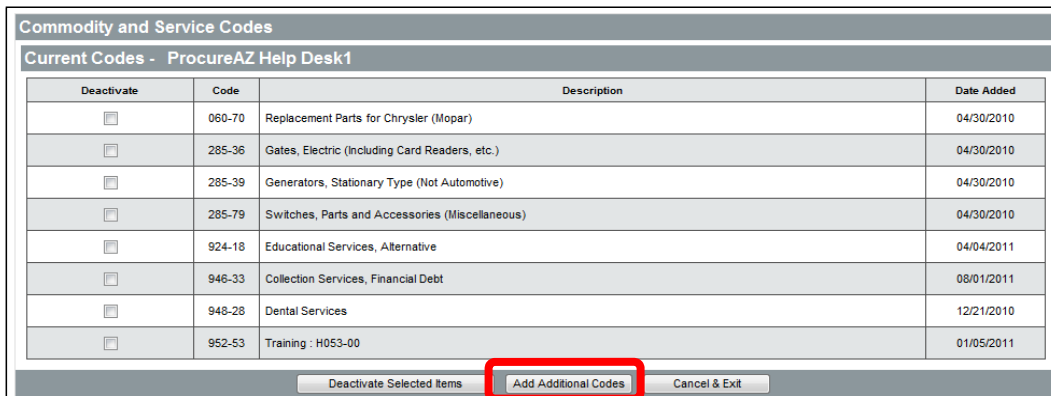 Commodity and Service Codes
Current Codes - ProcureAZ Help Desk1
Deactivate Code Description Date Added
060-70 Replacement Parts for Chrysler (Mopar) 04/30/2010
285-36 Gates, Electric (Including Card Readers, etc.) 04/30/2010
285-39 Generators, Stationary Type (Not Automotive) 04/30/2010
285-79 Switches, Parts and Accessories (Miscellaneous) 04/30/2010
924-18 Educational Services, Alternative 04/04/2011
946-33 Collection Services, Financial Debt 08/01/2011
948-28 Dental Services 12/21/2010
952-53 Training : H053-00 01/05/2011
Deactivate Selected Items Add Additional Codes Cancel & Exit